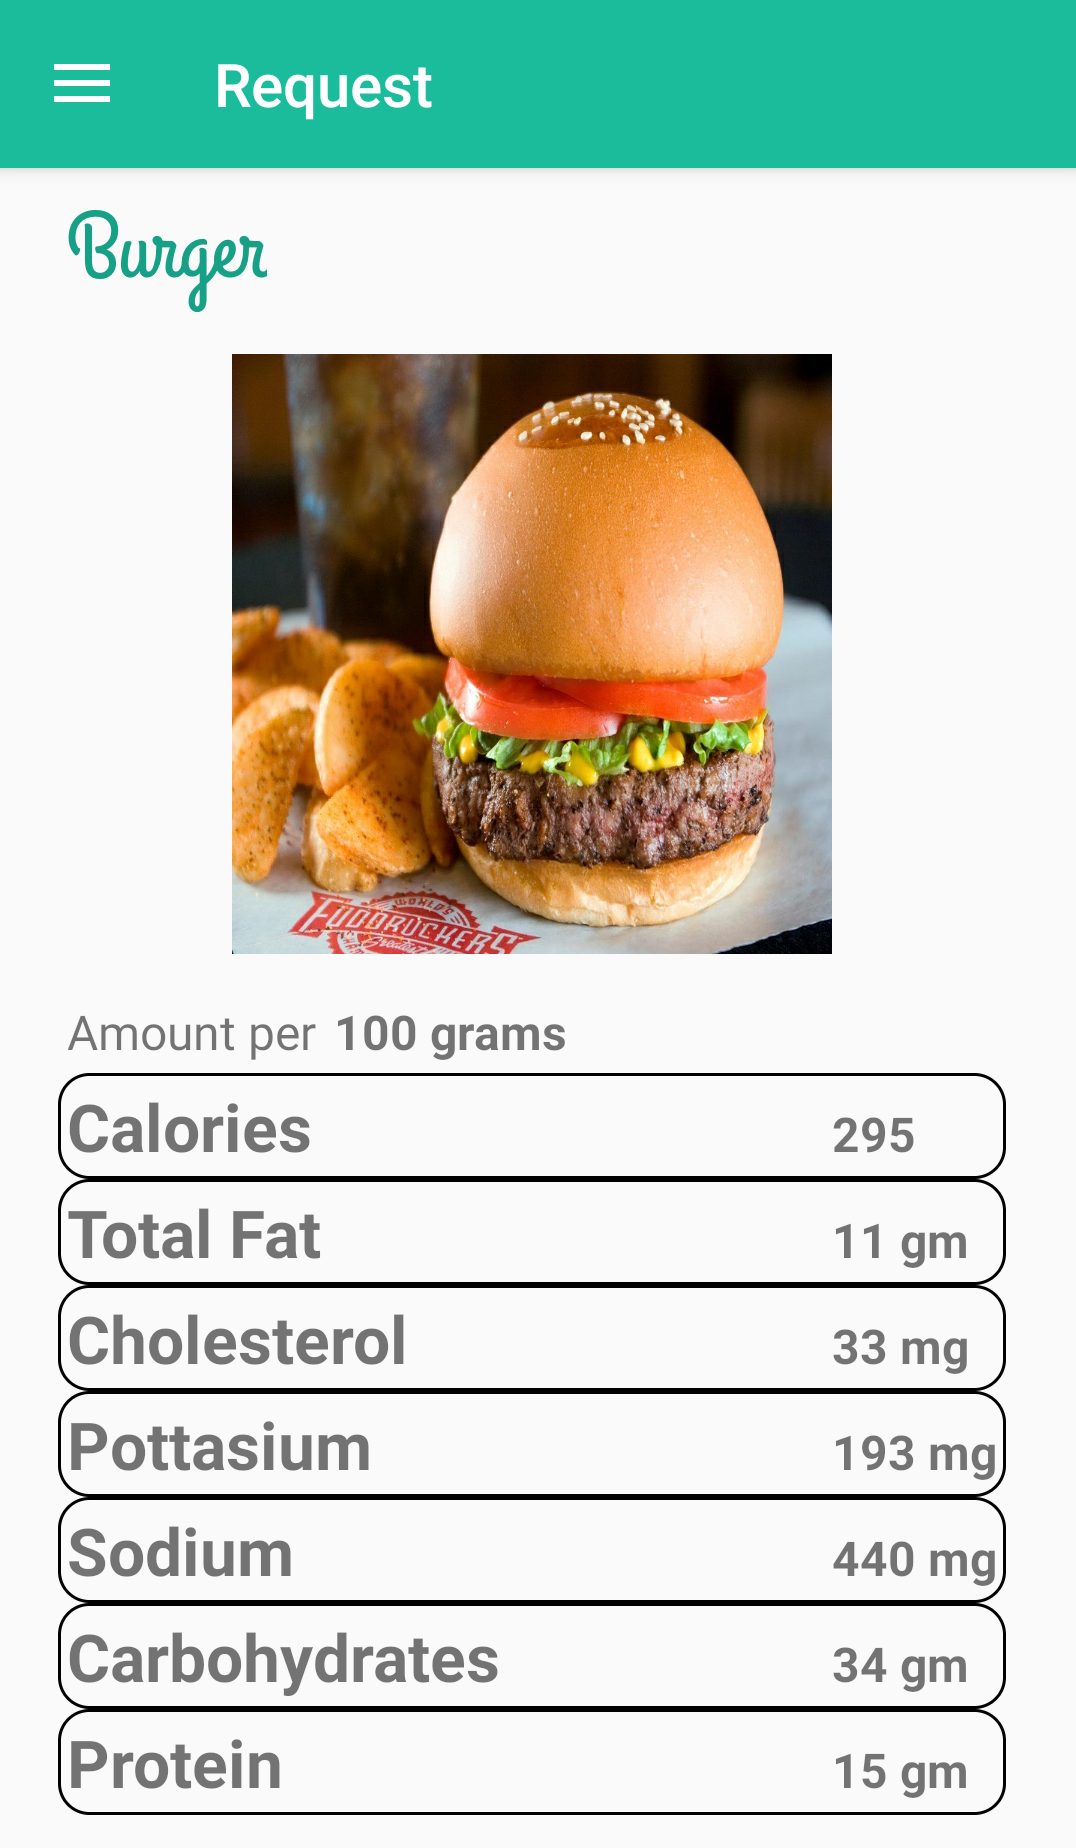 Request
Burger
WORLD'S
FUDDRUCKERS
Greatest
Amount per 100 grams
Calories 295
Total Fat 11 gm
Cholesterol 33 mg
Pottasium 193 mg
Sodium 440 mg
Carbohydrates 34 gm
Protein 15 gm